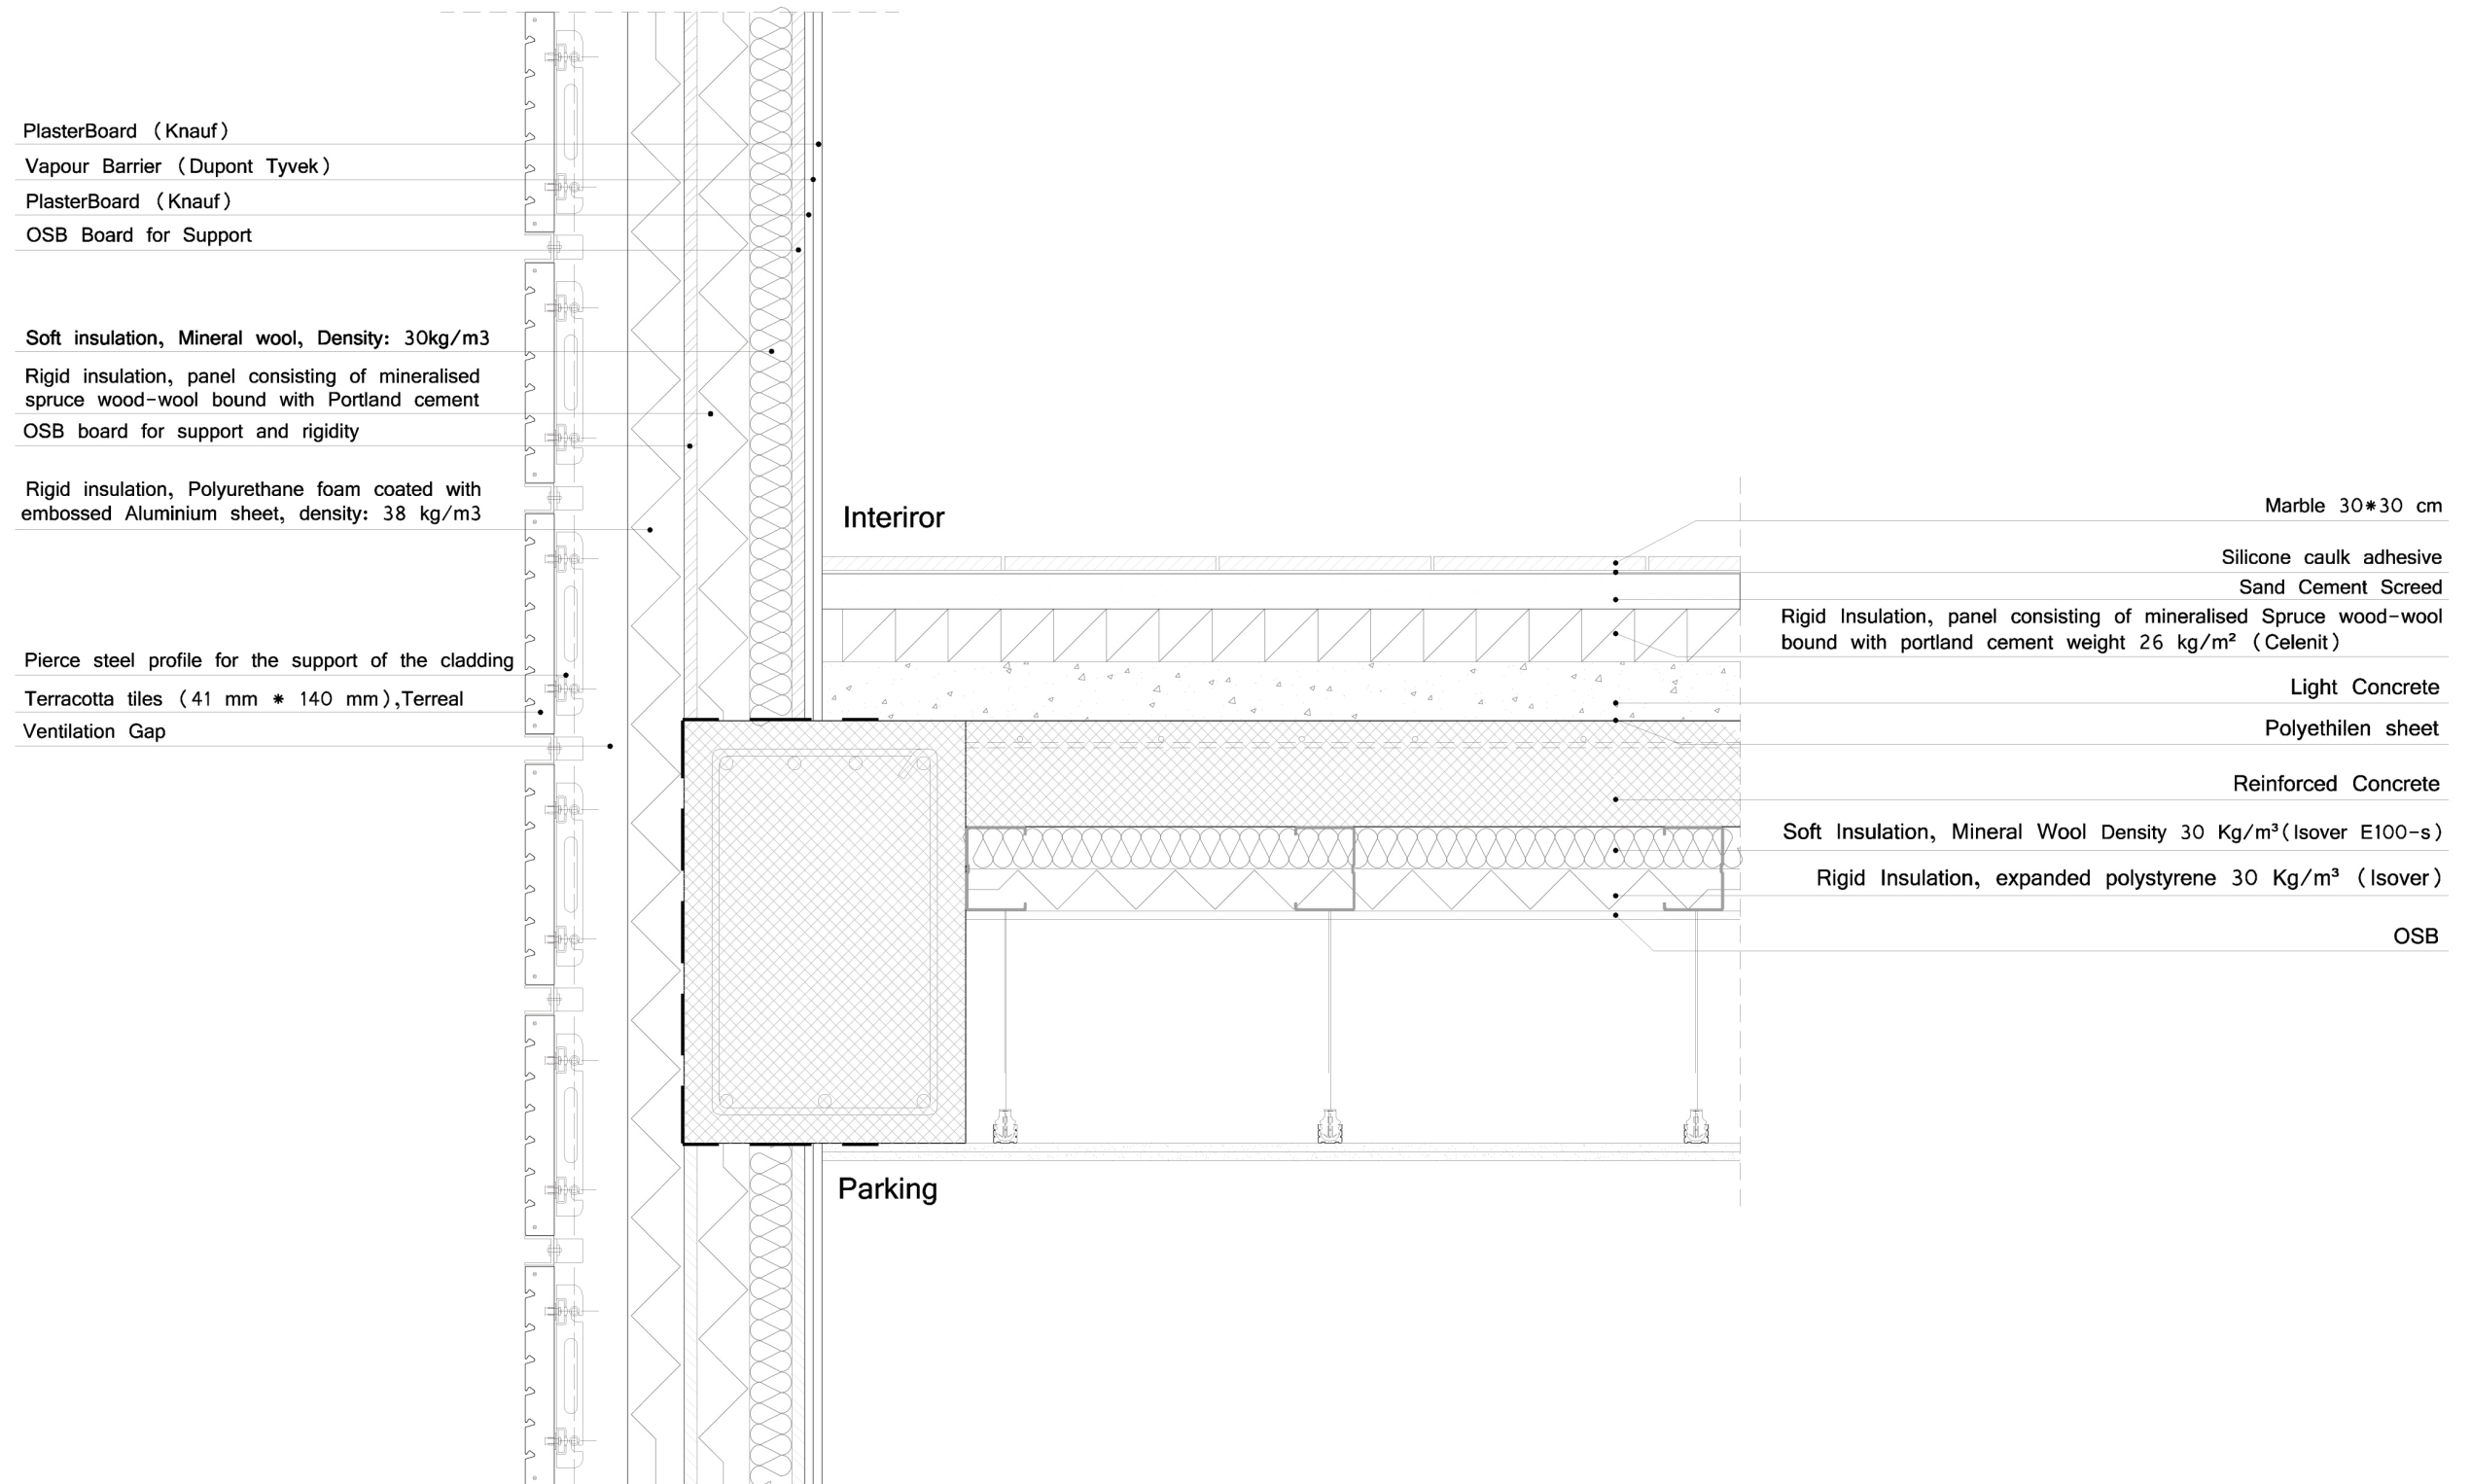 PlasterBoard (Knauf)
Vapour Barrier (Dupont Tyvek)
PlasterBoard (Knauf)
OSB Board for Support
Soft insulation, Mineral wool, Density: 30kg/m3
Rigid insulation, panel consisting of mineralised
spruce wood-wool bound with Portland cement
OSB board for support and rigidity
Rigid insulation, Polyurethane foam coated with
embossed Aluminium sheet, density: 38 kg/m3
Pierce steel profile for the support of the cladding
Terracotta tiles (41 mm * 140 mm),Terreal
Ventilation Gap
Interiror
Parking
Marble 30*30 cm
Silicone caulk adhesive
Sand Cement Screed
Rigid Insulation, panel consisting of mineralised Spruce wood-wool
bound with portland cement weight 26 kg/m² (Celenit)
Light Concrete
Polyethilen sheet
Reinforced Concrete
Soft Insulation, Mineral Wool Density 30 Kg/m³(Isover E100-s)
Rigid Insulation, expanded polystyrene 30 Kg/m³ (Isover)
OSB